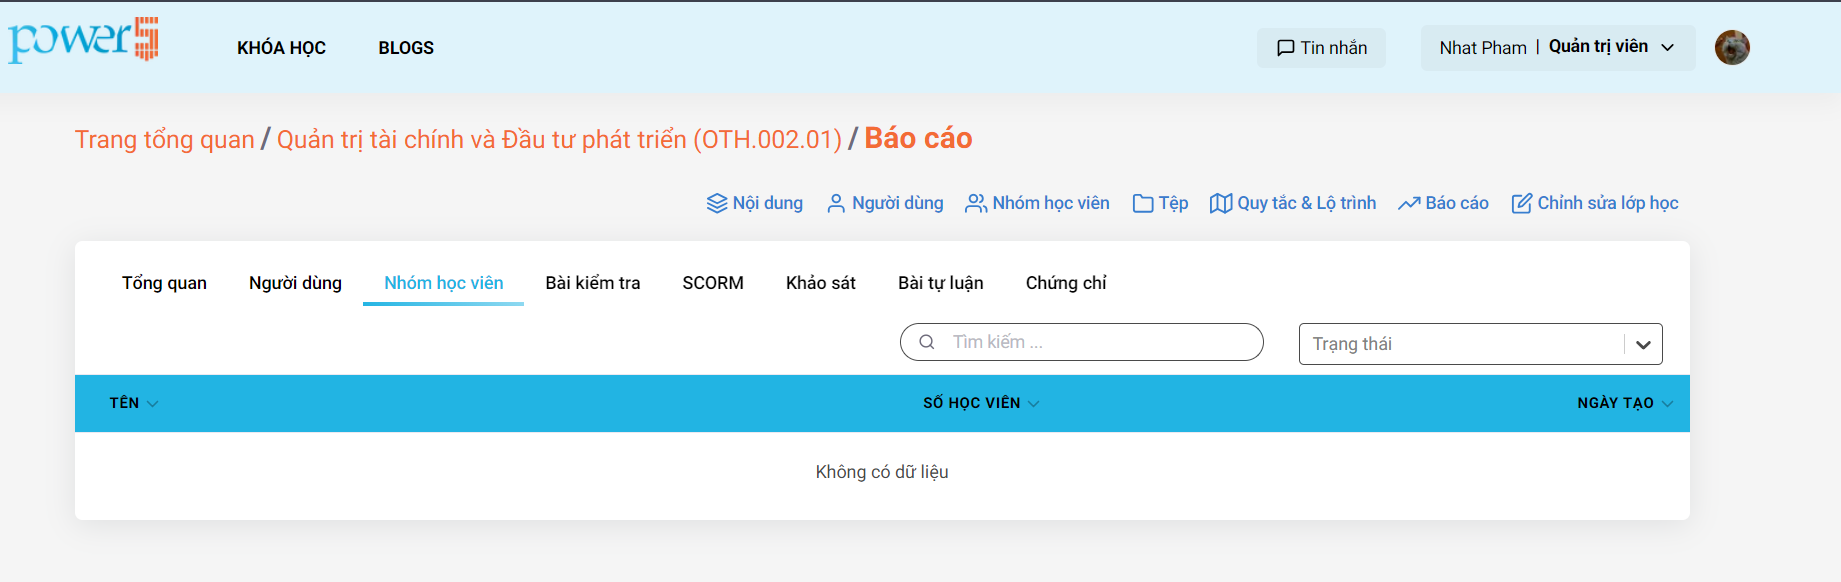 power5
KHÓA HỌC BLOGS Tin nhắn Nhat Pham | Quản trị viên
Trang tổng quan / Quản trị tài chính và Đầu tư phát triển (OTH.002.01) / Báo cáo
Nội dung Người dùng Nhóm học viên Tệp Quy tắc & Lộ trình Báo cáo Chỉnh sửa lớp học
Tổng quan Người dùng Nhóm học viên Bài kiểm tra SCORM Khảo sát Bài tự luận Chứng chỉ
Tìm kiếm ... Trạng thái
TÊN SỐ HỌC VIÊN NGÀY TẠO
Không có dữ liệu